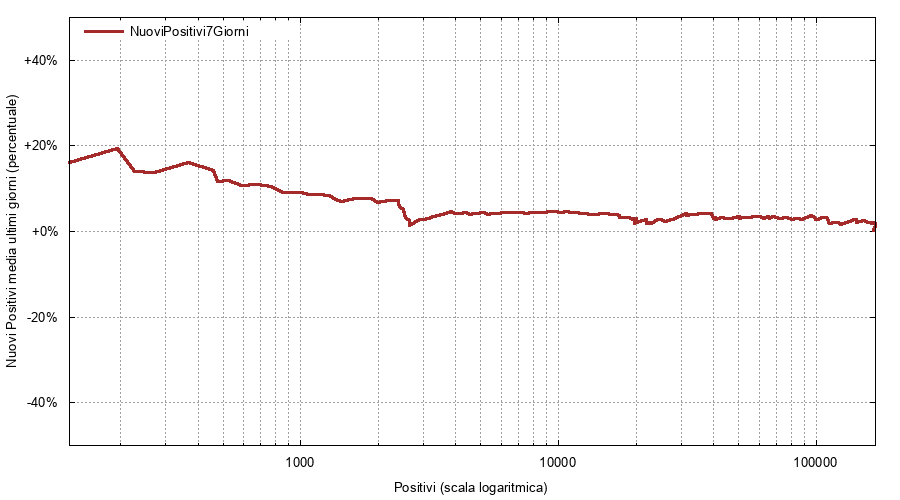 NuoviPositivi7Giorni
+40%
+20%
+0%
-20%
-40%
Nuovi Positivi media ultimi giorni (percentuale)
1000 10000 100000
Positivi (scala logaritmica)